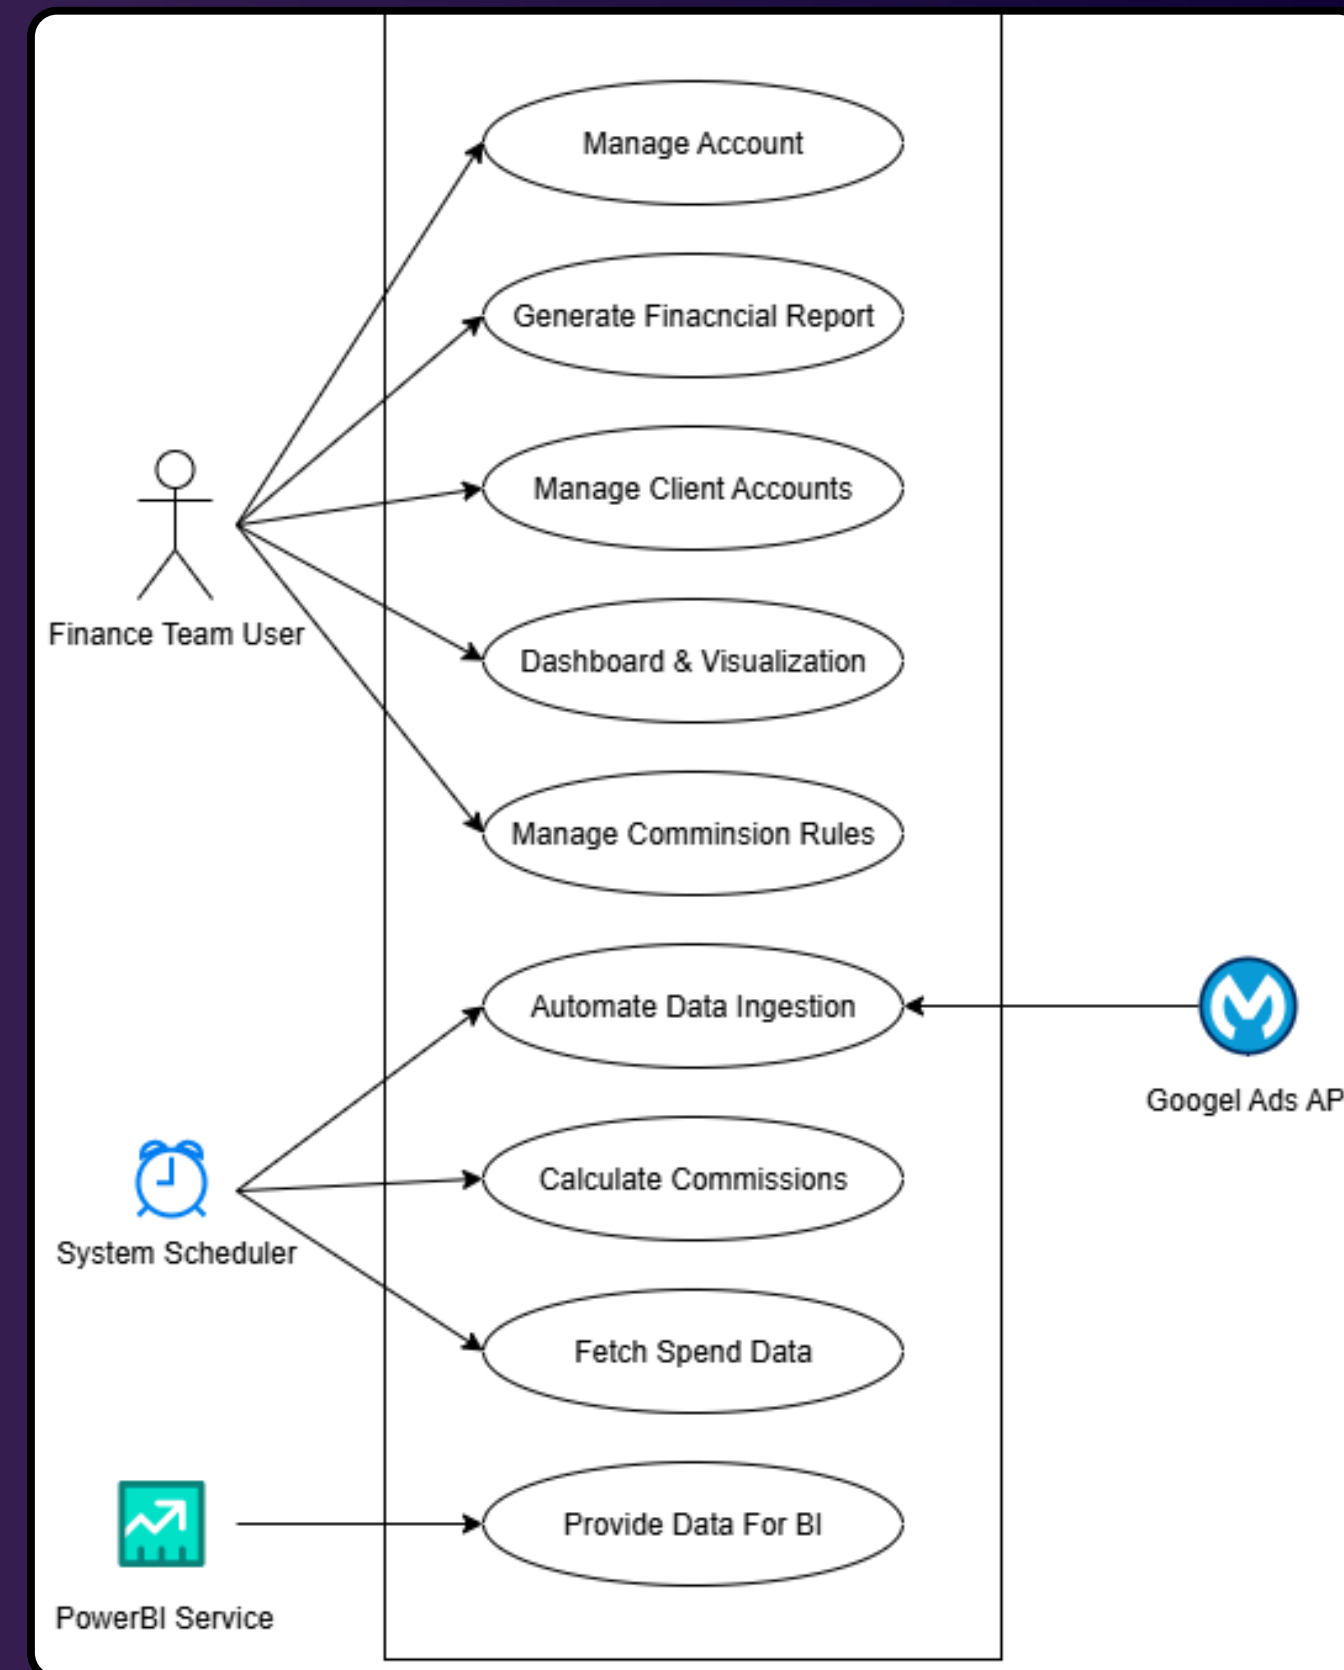 Manage Account
Generate Finacncial Report
Manage Client Accounts
Finance Team User
Dashboard & Visualization
Manage Comminsion Rules
Automate Data Ingestion
Googel Ads AP
Calculate Commissions
System Scheduler
Fetch Spend Data
Provide Data For BI
PowerBI Service